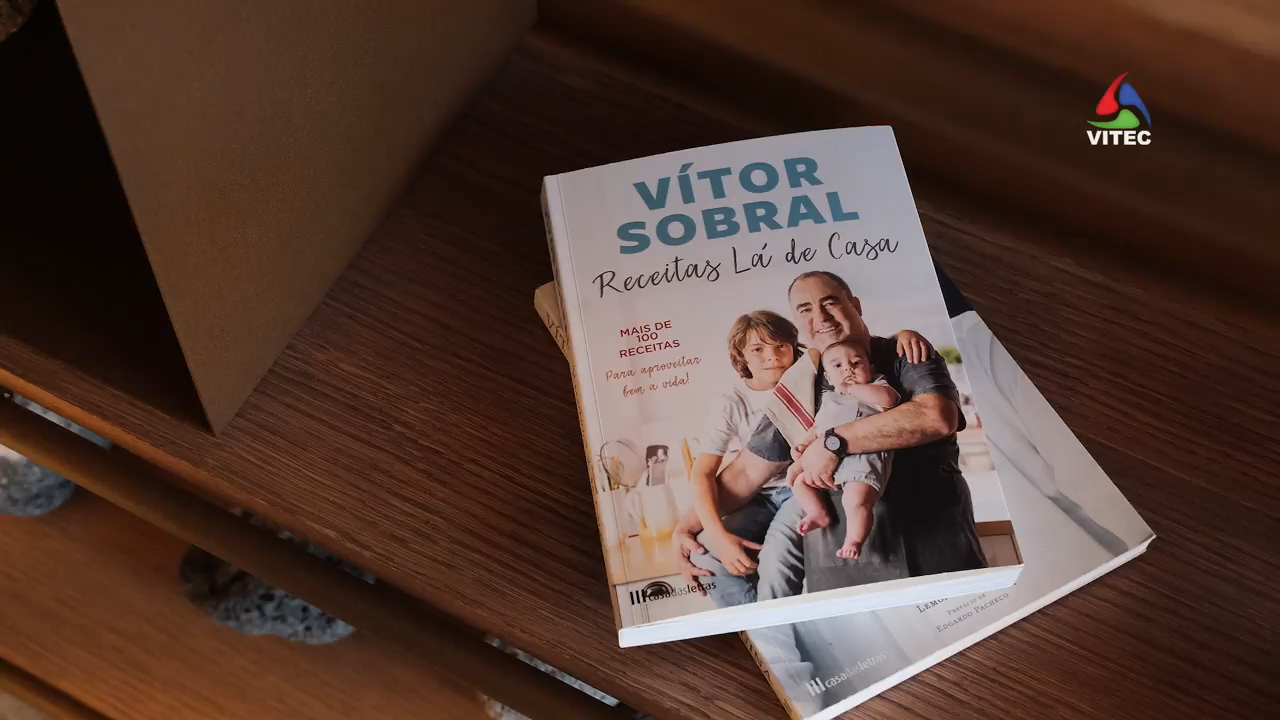 VITEC
VÍTOR
SOBRAL
Receitas Lá de Casa
MAIS DE
100
RECEITAS
Para aproveitar
bem a vida!
casadasletras
PREFÁCIO DE
EDGARDO PACHECO
casadasletras